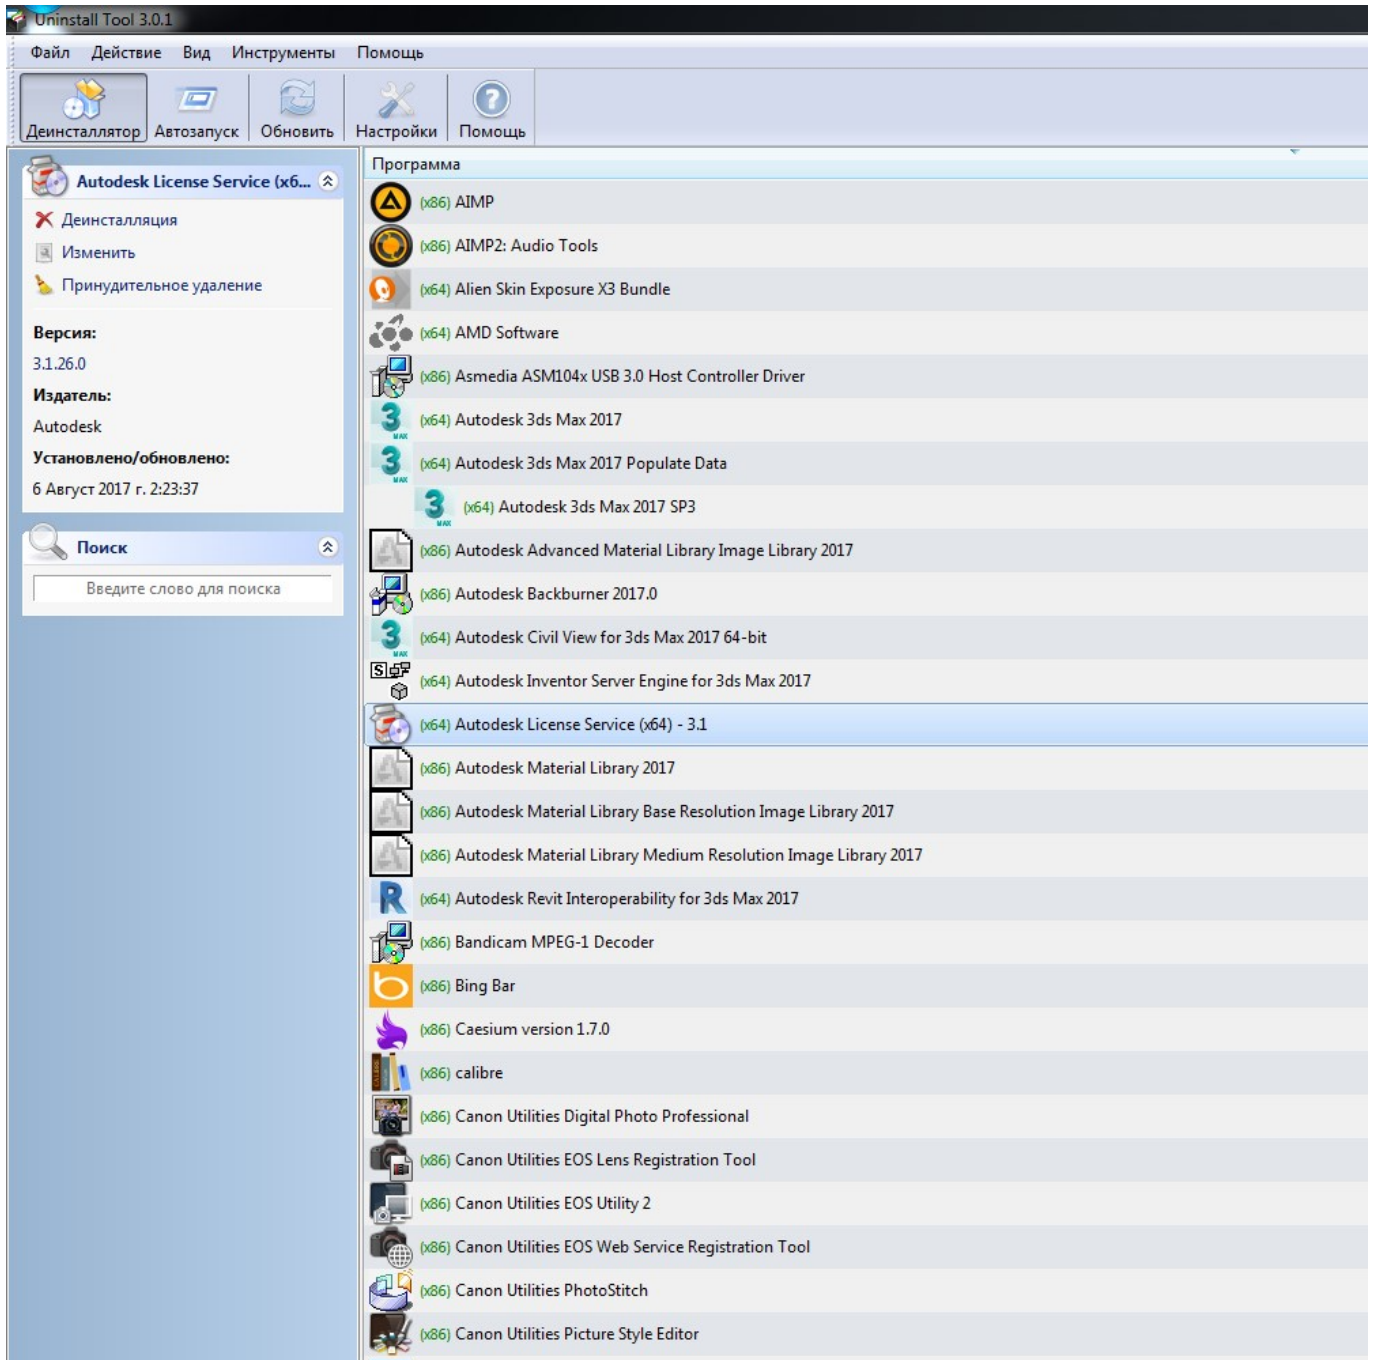 Uninstall Tool 3.0.1
Файл Действие Вид Инструменты Помощь
Деинсталлятор Автозапуск Обновить Настройки Помощь
Autodesk License Service (x6...
Деинсталляция
Изменить
Принудительное удаление
Версия:
3.1.26.0
Издатель:
Autodesk
Установлено/обновлено:
6 Август 2017 г. 2:23:37
Поиск
Введите слово для поиска
Программа
(x86) AIMP
(x86) AIMP2: Audio Tools
(x64) Alien Skin Exposure X3 Bundle
(x64) AMD Software
(x86) Asmedia ASM104x USB 3.0 Host Controller Driver
(x64) Autodesk 3ds Max 2017
(x64) Autodesk 3ds Max 2017 Populate Data
(x64) Autodesk 3ds Max 2017 SP3
(x86) Autodesk Advanced Material Library Image Library 2017
(x86) Autodesk Backburner 2017.0
(x64) Autodesk Civil View for 3ds Max 2017 64-bit
(x64) Autodesk Inventor Server Engine for 3ds Max 2017
(x64) Autodesk License Service (x64) - 3.1
(x86) Autodesk Material Library 2017
(x86) Autodesk Material Library Base Resolution Image Library 2017
(x86) Autodesk Material Library Medium Resolution Image Library 2017
(x64) Autodesk Revit Interoperability for 3ds Max 2017
(x86) Bandicam MPEG-1 Decoder
(x86) Bing Bar
(x86) Caesium version 1.7.0
(x86) calibre
(x86) Canon Utilities Digital Photo Professional
(x86) Canon Utilities EOS Lens Registration Tool
(x86) Canon Utilities EOS Utility 2
(x86) Canon Utilities EOS Web Service Registration Tool
(x86) Canon Utilities PhotoStitch
(x86) Canon Utilities Picture Style Editor